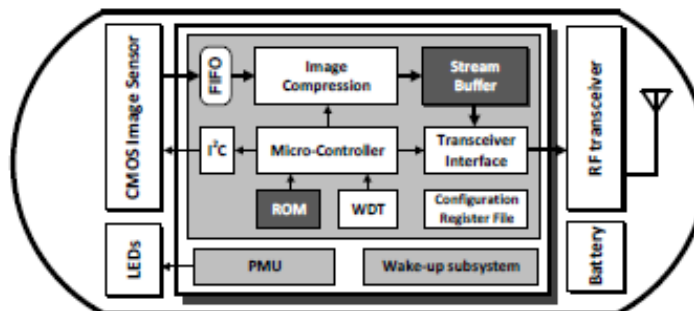 CMOS Image Sensor
FIFO
Image
Compression
Stream
Buffer
RF transceiver
I²C
Micro-Controller
Transceiver
Interface
ROM
WDT
Configuration
Register File
LEDs
PMU
Wake-up subsystem
Battery